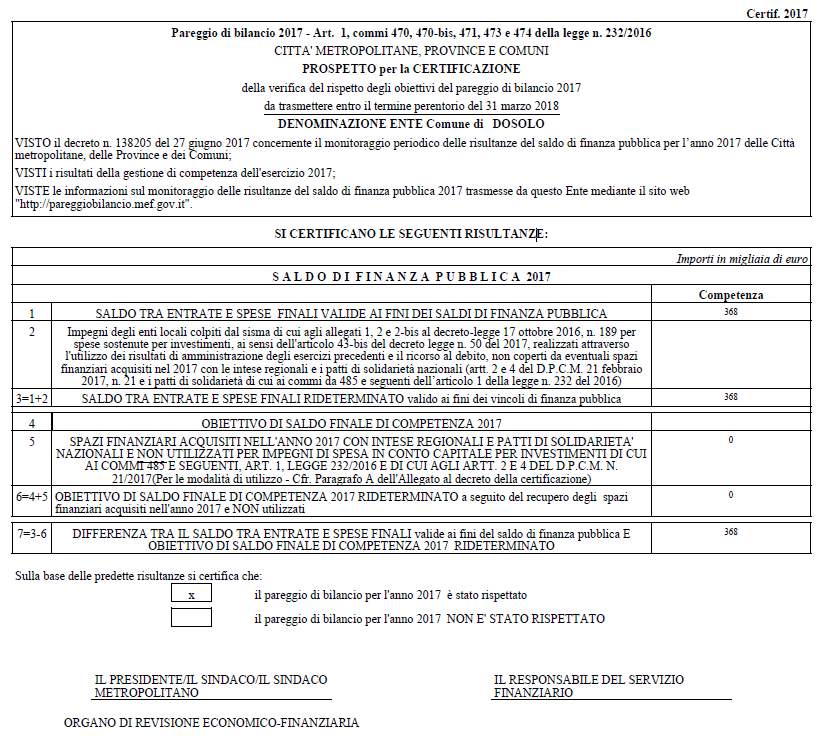 Certif. 2017
Pareggio di bilancio 2017 - Art. 1, commi 470, 470-bis, 471, 473 e 474 della legge n. 232/2016
CITTA' METROPOLITANE, PROVINCE E COMUNI
PROSPETTO per la CERTIFICAZIONE
della verifica del rispetto degli obiettivi del pareggio di bilancio 2017
da trasmettere entro il termine perentorio del 31 marzo 2018
DENOMINAZIONE ENTE Comune di DOSOLO
VISTO il decreto n. 138205 del 27 giugno 2017 concernente il monitoraggio periodico delle risultanze del saldo di finanza pubblica per l'anno 2017 delle Città
metropolitane, delle Province e dei Comuni;
VISTI i risultati della gestione di competenza dell'esercizio 2017;
VISTE le informazioni sul monitoraggio delle risultanze del saldo di finanza pubblica 2017 trasmesse da questo Ente mediante il sito web
"http://pareggiobilancio.mef.gov.it".
SI CERTIFICANO LE SEGUENTI RISULTANZE:
Importi in migliaia di euro
S A L D O D I F I N A N Z A P U B B L I C A 2017
Competenza
1 SALDO TRA ENTRATE E SPESE FINALI VALIDE AI FINI DEI SALDI DI FINANZA PUBBLICA 368
2 Impegni degli enti locali colpiti dal sisma di cui agli allegati 1, 2 e 2-bis al decreto-legge 17 ottobre 2016, n. 189 per
spese sostenute per investimenti, ai sensi dell'articolo 43-bis del decreto legge n. 50 del 2017, realizzati attraverso
l'utilizzo dei risultati di amministrazione degli esercizi precedenti e il ricorso al debito, non coperti da eventuali spazi
finanziari acquisiti nel 2017 con le intese regionali e i patti di solidarietà nazionali (artt. 2 e 4 del D.P.C.M. 21 febbraio
2017, n. 21 e i patti di solidarietà di cui ai commi da 485 e seguenti dell'articolo 1 della legge n. 232 del 2016)
3=1+2 SALDO TRA ENTRATE E SPESE FINALI RIDETERMINATO valido ai fini dei vincoli di finanza pubblica 368
4 OBIETTIVO DI SALDO FINALE DI COMPETENZA 2017
5 SPAZI FINANZIARI ACQUISITI NELL'ANNO 2017 CON INTESE REGIONALI E PATTI DI SOLIDARIETA' 0
NAZIONALI E NON UTILIZZATI PER IMPEGNI DI SPESA IN CONTO CAPITALE PER INVESTIMENTI DI CUI
AI COMMI 485 E SEGUENTI, ART. 1, LEGGE 232/2016 E DI CUI AGLI ARTT. 2 E 4 DEL D.P.C.M. N.
21/2017(Per le modalità di utilizzo - Cfr. Paragrafo A dell'Allegato al decreto della certificazione)
6=4+5 OBIETTIVO DI SALDO FINALE DI COMPETENZA 2017 RIDETERMINATO a seguito del recupero degli spazi 0
finanziari acquisiti nell'anno 2017 e NON utilizzati
7=3-6 DIFFERENZA TRA IL SALDO TRA ENTRATE E SPESE FINALI valide ai fini del saldo di finanza pubblica E 368
OBIETTIVO DI SALDO FINALE DI COMPETENZA 2017 RIDETERMINATO
Sulla base delle predette risultanze si certifica che:
x il pareggio di bilancio per l'anno 2017 è stato rispettato
il pareggio di bilancio per l'anno 2017 NON E' STATO RISPETTATO
IL PRESIDENTE/IL SINDACO/IL SINDACO IL RESPONSABILE DEL SERVIZIO
METROPOLITANO FINANZIARIO
ORGANO DI REVISIONE ECONOMICO-FINANZIARIA